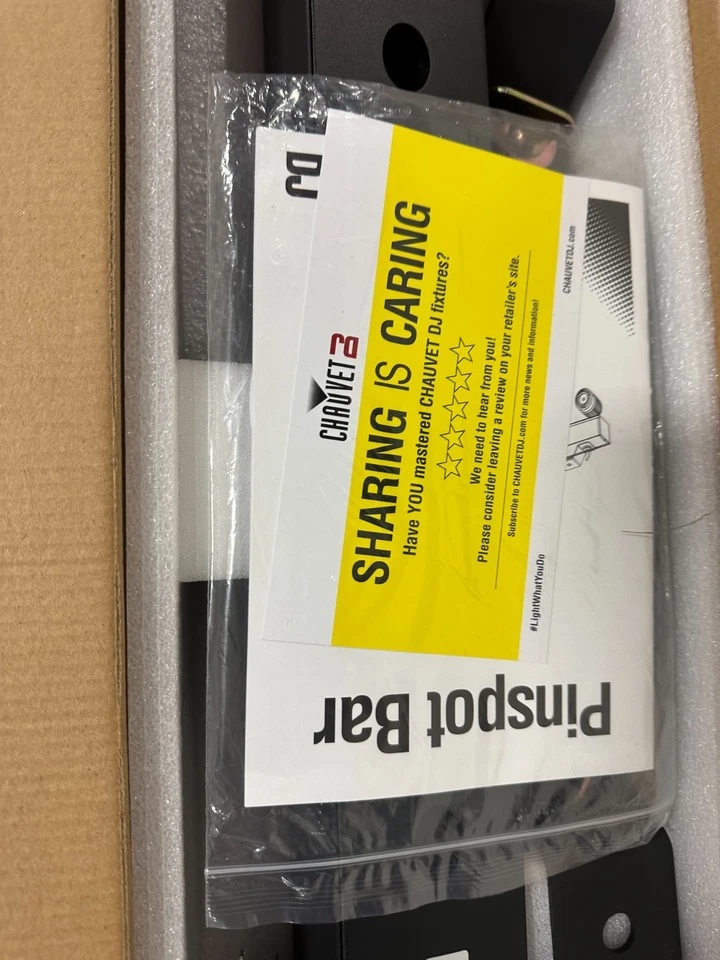 CHAUVET DJ
SHARING IS CARING
Have YOU mastered CHAUVET DJ fixtures?
We need to hear from you!
Please consider leaving a review on your retailer's site.
Subscribe to CHAUVETDJ.com for more news and information!
#LightWhatYouDo
CHAUVETDJ.com
DJ
Pinspot Bar